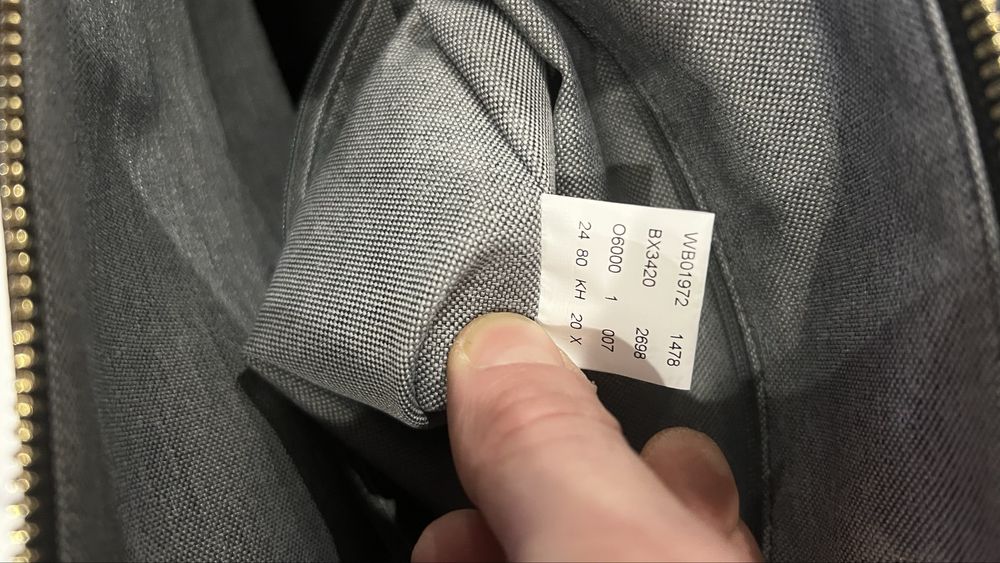 WB01972 1478
BX3420 2698
O6000 1 007
24 80 KH 20 X